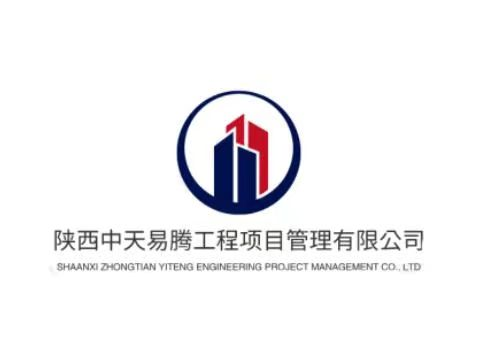 陕西中天易腾工程项目管理有限公司
SHAANXI ZHONGTIAN YITENG ENGINEERING PROJECT MANAGEMENT CO., LTD